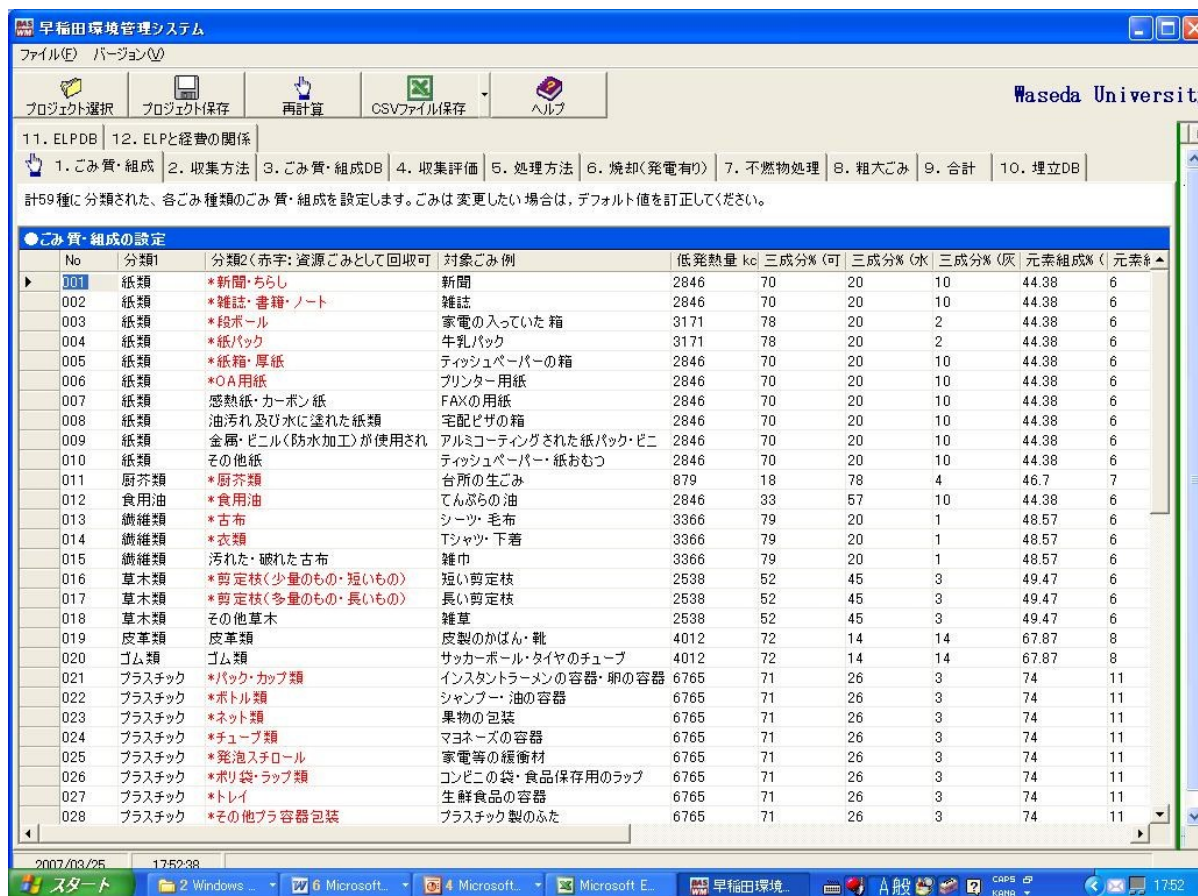 早稲田環境管理システム
ファイル(F) バージョン(V)
プロジェクト選択 プロジェクト保存 再計算 CSVファイル保存 ヘルプ
Waseda Universit
11. ELPDB 12. ELPと経費の関係
1. ごみ質・組成 2. 収集方法 3. ごみ質・組成DB 4. 収集評価 5. 処理方法 6. 焼却(発電有り) 7. 不燃物処理 8. 粗大ごみ 9. 合計 10. 埋立DB
計59種に分類された、各ごみ種類のごみ質・組成を設定します。ごみは変更したい場合は，デフォルト値を訂正してください。
●ごみ質・組成の設定
No 分類1 分類2(赤字：資源ごみとして回収可 対象ごみ例 低発熱量 kc 三成分% (可 三成分% (水 三成分% (灰 元素組成% ( 元素組
001 紙類 *新聞・ちらし 新聞 2846 70 20 10 44.38 6
002 紙類 *雑誌・書籍・ノート 雑誌 2846 70 20 10 44.38 6
003 紙類 *段ボール 家電の入っていた箱 3171 78 20 2 44.38 6
004 紙類 *紙パック 牛乳パック 3171 78 20 2 44.38 6
005 紙類 *紙箱・厚紙 ティッシュペーパーの箱 2846 70 20 10 44.38 6
006 紙類 *OA用紙 プリンター用紙 2846 70 20 10 44.38 6
007 紙類 感熱紙・カーボン紙 FAXの用紙 2846 70 20 10 44.38 6
008 紙類 油汚れ及び水に塗れた紙類 宅配ピザの箱 2846 70 20 10 44.38 6
009 紙類 金属・ビニル(防水加工)が使用され アルミコーティングされた紙パック・ビニ 2846 70 20 10 44.38 6
010 紙類 その他紙 ティッシュペーパー・紙おむつ 2846 70 20 10 44.38 6
011 厨芥類 *厨芥類 台所の生ごみ 879 18 78 4 46.7 7
012 食用油 *食用油 てんぷらの油 2846 33 57 10 44.38 6
013 繊維類 *古布 シーツ・毛布 3366 79 20 1 48.57 6
014 繊維類 *衣類 Tシャツ・下着 3366 79 20 1 48.57 6
015 繊維類 汚れた・破れた古布 雑巾 3366 79 20 1 48.57 6
016 草木類 *剪定枝(少量のもの・短いもの) 短い剪定枝 2538 52 45 3 49.47 6
017 草木類 *剪定枝(多量のもの・長いもの) 長い剪定枝 2538 52 45 3 49.47 6
018 草木類 その他草木 雑草 2538 52 45 3 49.47 6
019 皮革類 皮革類 皮製のかばん・靴 4012 72 14 14 67.87 8
020 ゴム類 ゴム類 サッカーボール・タイヤのチューブ 4012 72 14 14 67.87 8
021 プラスチック *パック・カップ類 インスタントラーメンの容器・卵の容器 6765 71 26 3 74 11
022 プラスチック *ボトル類 シャンプー・油の容器 6765 71 26 3 74 11
023 プラスチック *ネット類 果物の包装 6765 71 26 3 74 11
024 プラスチック *チューブ類 マヨネーズの容器 6765 71 26 3 74 11
025 プラスチック *発泡スチロール 家電等の緩衝材 6765 71 26 3 74 11
026 プラスチック *ポリ袋・ラップ類 コンビニの袋・食品保存用のラップ 6765 71 26 3 74 11
027 プラスチック *トレイ 生鮮食品の容器 6765 71 26 3 74 11
028 プラスチック *その他プラ容器包装 プラスチック製のふた 6765 71 26 3 74 11
2007/03/25 17:52:38
スタート 2 Windows ... 6 Microsoft... 4 Microsoft... Microsoft E... 早稲田環境... A般 CAPS KANA 17:52